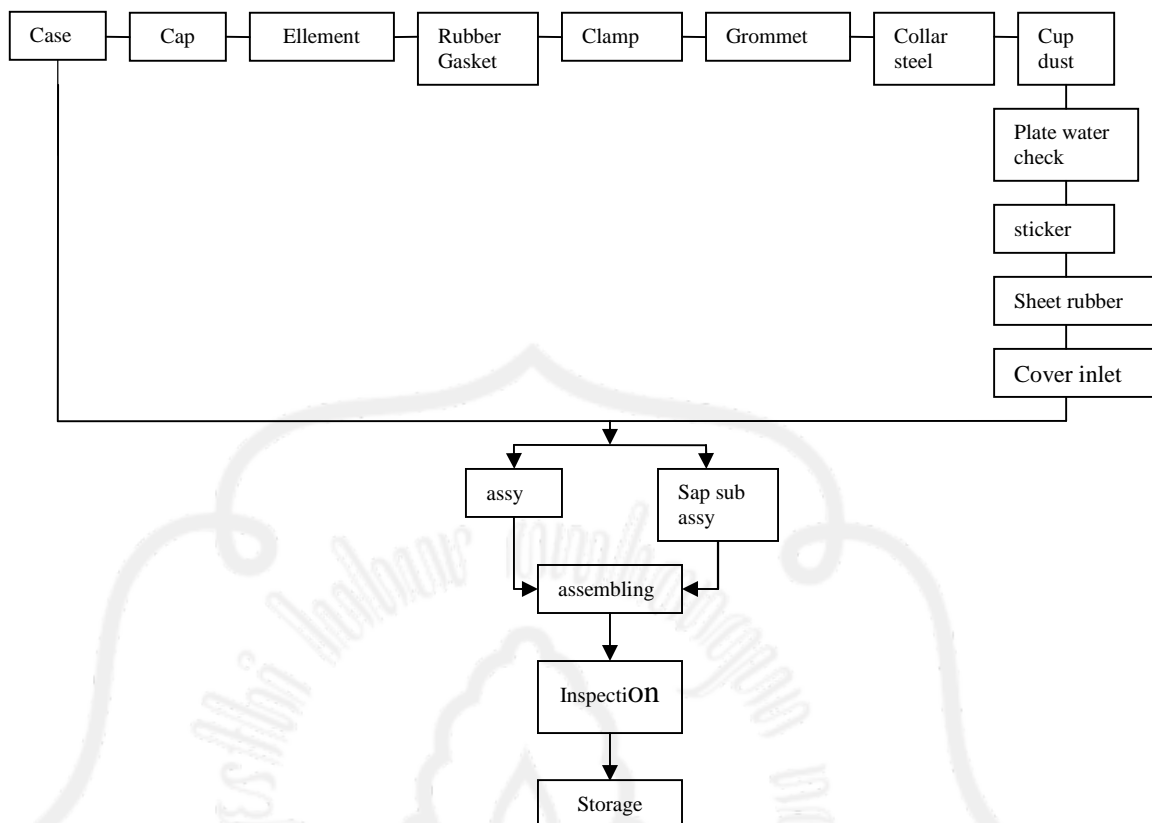 Case
Cap
Ellement
Rubber
Gasket
Clamp
Grommet
Collar
steel
Cup
dust
Plate water
check
sticker
Sheet rubber
Cover inlet
assy
Sap sub
assy
assembling
Inspection
Storage